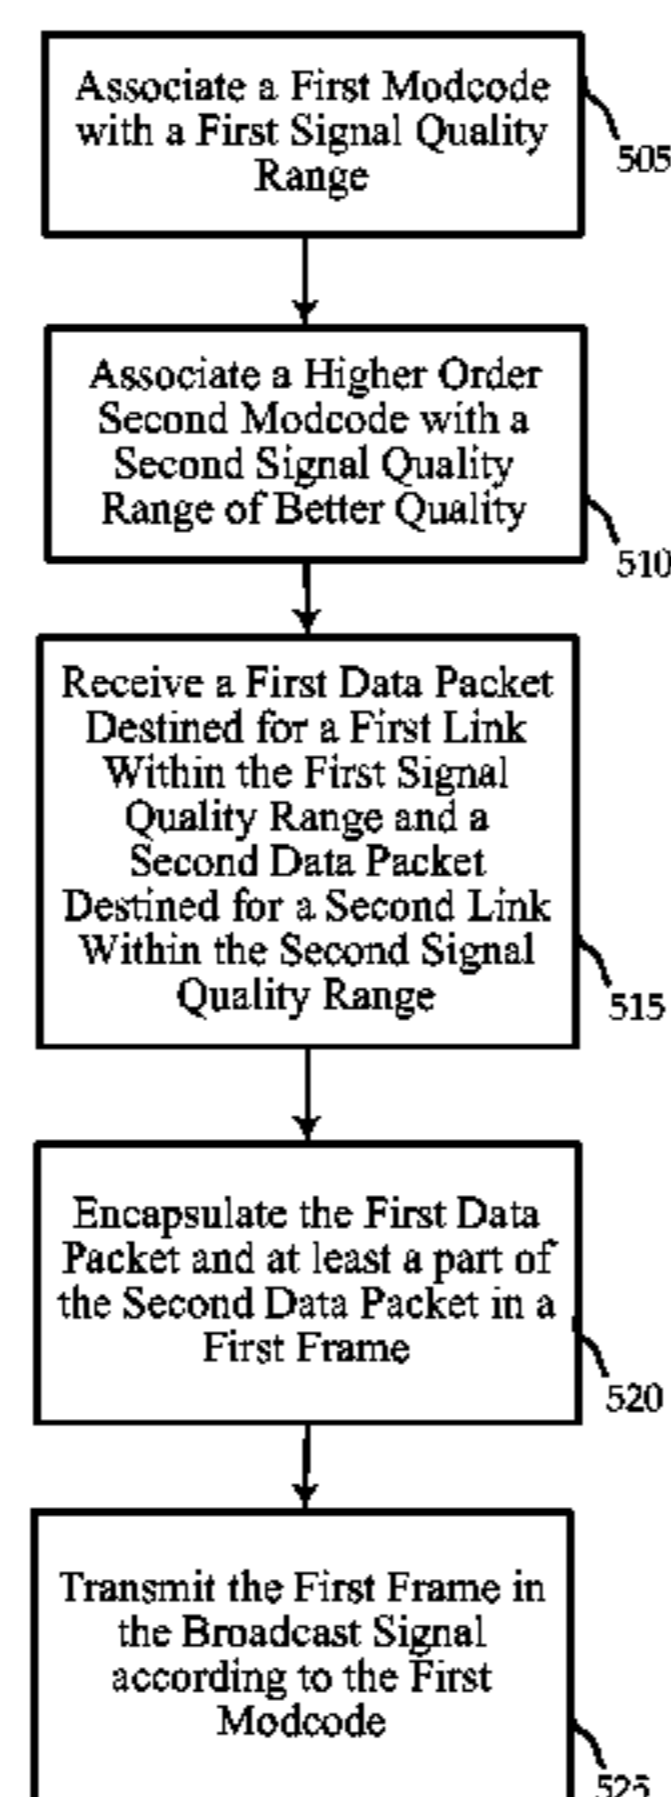 Associate a First Modcode
with a First Signal Quality
Range
505
Associate a Higher Order
Second Modcode with a
Second Signal Quality
Range of Better Quality
510
Receive a First Data Packet
Destined for a First Link
Within the First Signal
Quality Range and a
Second Data Packet
Destined for a Second Link
Within the Second Signal
Quality Range
515
Encapsulate the First Data
Packet and at least a part of
the Second Data Packet in a
First Frame
520
Transmit the First Frame in
the Broadcast Signal
according to the First
Modcode
525